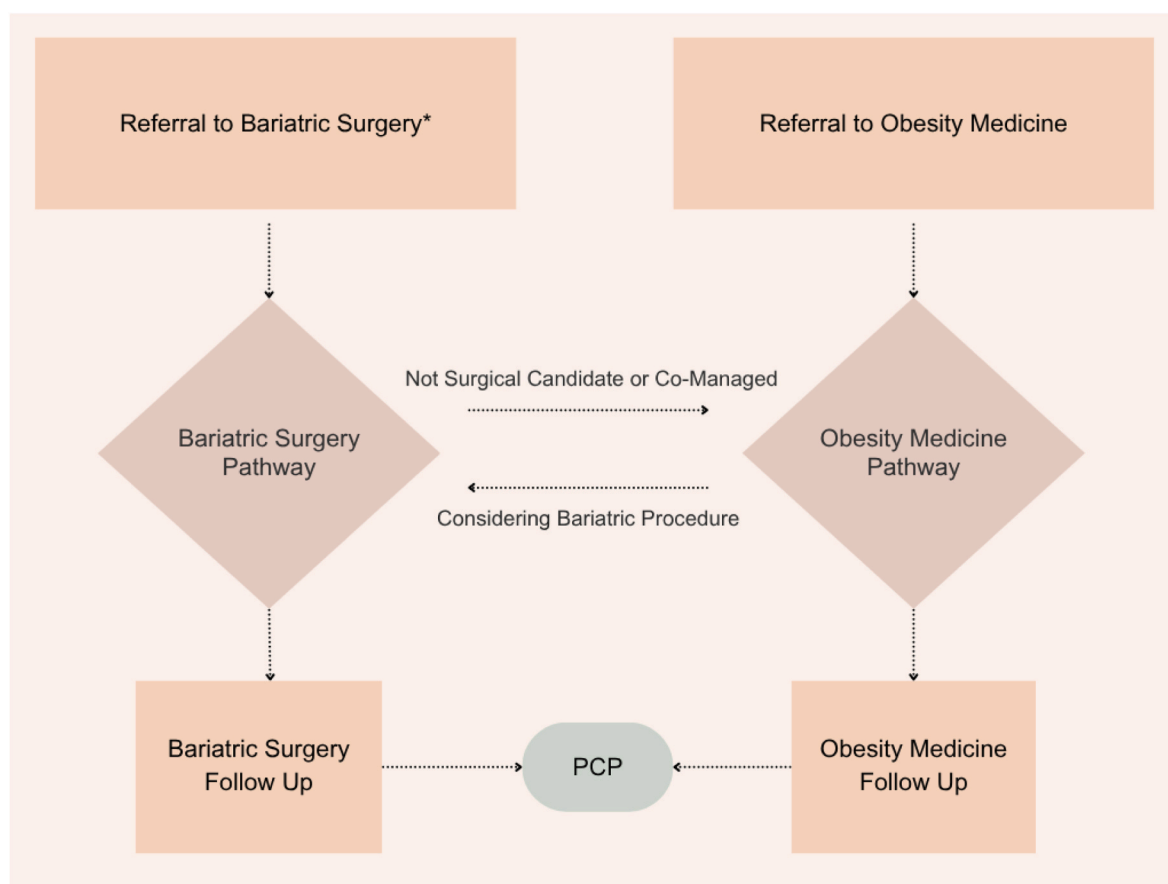 Referral to Bariatric Surgery*
Referral to Obesity Medicine
Not Surgical Candidate or Co-Managed
Bariatric Surgery
Pathway
Obesity Medicine
Pathway
Considering Bariatric Procedure
Bariatric Surgery
Follow Up
PCP
Obesity Medicine
Follow Up